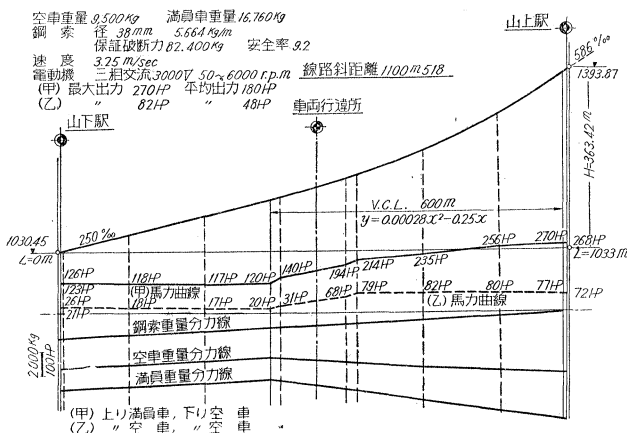 空車重量 9,500Kg 満員車重量 16,760Kg
鋼索 径 38mm 5.664Kg/m
保証破断力 82.400Kg 安全率 9.2
速度 3.25 m/sec
電動機 三相交流 3000V 50~ 6000 r.p.m
線路斜距離 1100m518
(甲) 最大出力 270HP 平均出力 180HP
(乙) 〃 82HP 〃 48HP
山上駅
586‰
1393.87
山下駅
車両行違所
H=363.42m
V.C.L. 600m
y=0.00028x²-0.25x
250‰
1030.45
L=0m
126HP 118HP 117HP 120HP 140HP 194HP 214HP 235HP 256HP 270HP 268HP
L=1033m
123HP (甲)馬力曲線
26HP 18HP 17HP 20HP 31HP 68HP 79HP 82HP 80HP 77HP 72HP
(乙)馬力曲線
27HP
鋼索重量分力線
空車重量分力線
満員重量分力線
2,000Kg
100HP
(甲) 上り満員車, 下り空車
(乙) 〃 空車, 〃 空車 〃